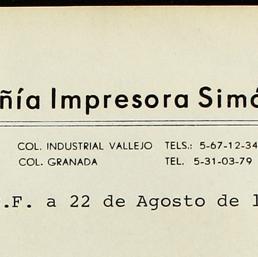 ñía Impresora Sim
COL. INDUSTRIAL VALLEJO TELS.: 5-67-12-34
COL. GRANADA TEL. 5-31-03-79
.F. a 22 de Agosto de